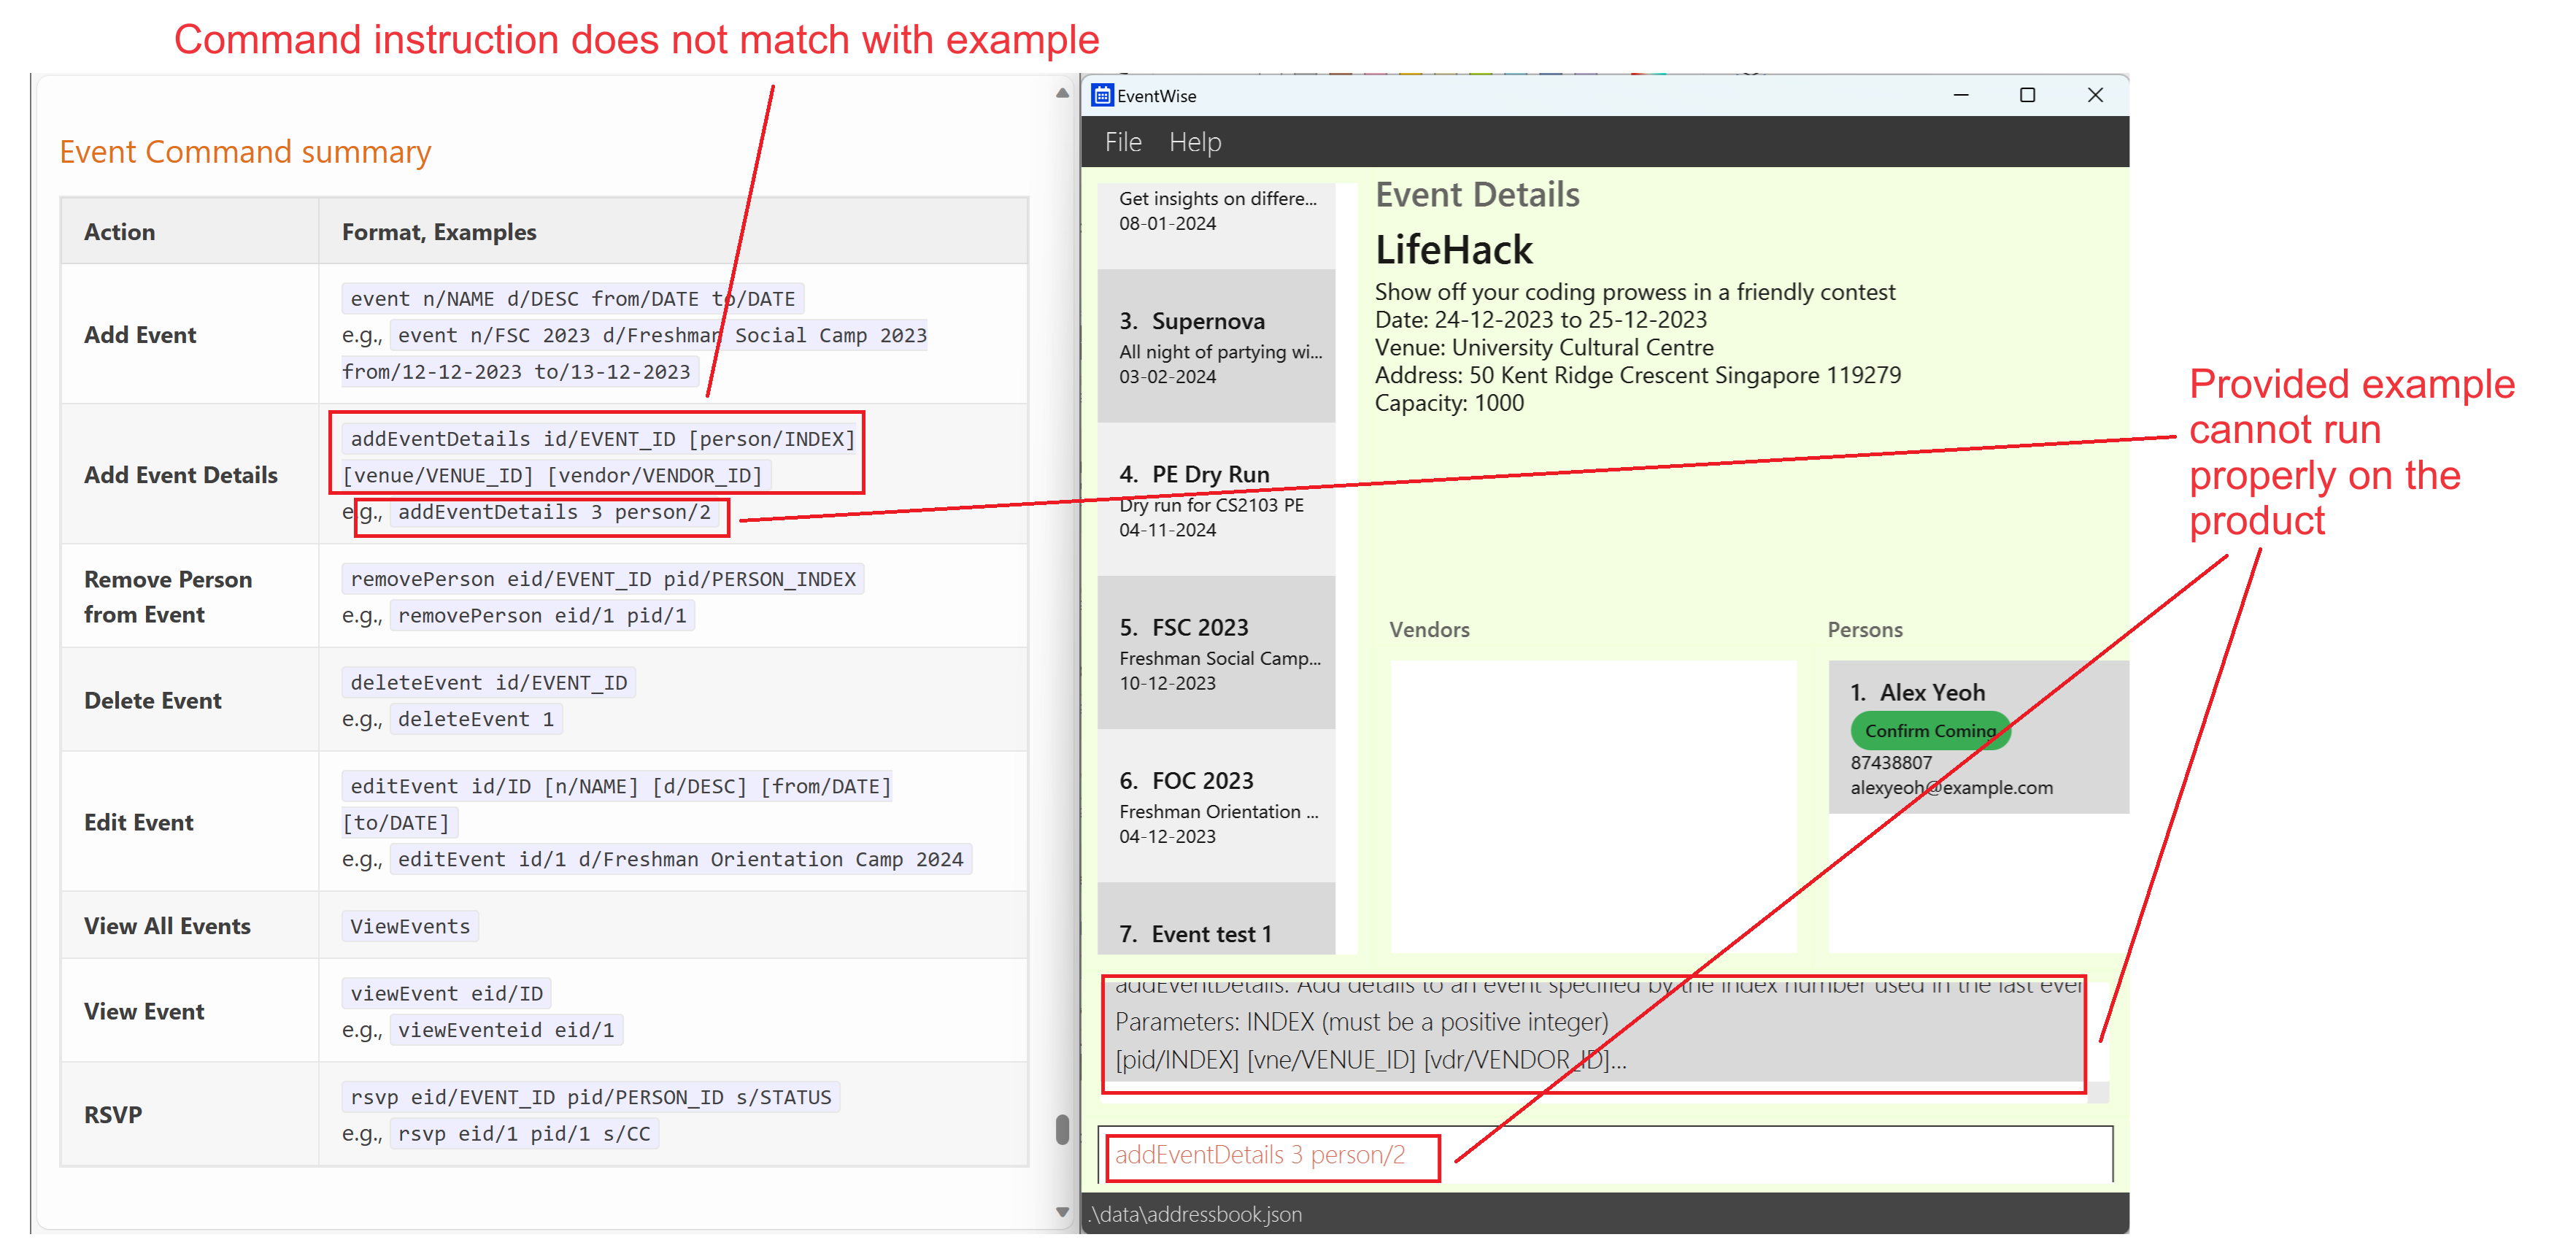 Command instruction does not match with example
Event Command summary
Action Format, Examples
Add Event
event n/NAME d/DESC from/DATE to/DATE
e.g., event n/FSC 2023 d/Freshman Social Camp 2023
from/12-12-2023 to/13-12-2023
Add Event Details
addEventDetails id/EVENT_ID [person/INDEX]
[venue/VENUE_ID] [vendor/VENDOR_ID]
e.g., addEventDetails 3 person/2
Remove Person
from Event
removePerson eid/EVENT_ID pid/PERSON_INDEX
e.g., removePerson eid/1 pid/1
Delete Event
deleteEvent id/EVENT_ID
e.g., deleteEvent 1
Edit Event
editEvent id/ID [n/NAME] [d/DESC] [from/DATE]
[to/DATE]
e.g., editEvent id/1 d/Freshman Orientation Camp 2024
View All Events
ViewEvents
View Event
viewEvent eid/ID
e.g., viewEventeid eid/1
RSVP
rsvp eid/EVENT_ID pid/PERSON_ID s/STATUS
e.g., rsvp eid/1 pid/1 s/CC
EventWise
File Help
Get insights on differe...
08-01-2024
3. Supernova
All night of partying wi...
03-02-2024
4. PE Dry Run
Dry run for CS2103 PE
04-11-2024
5. FSC 2023
Freshman Social Camp...
10-12-2023
6. FOC 2023
Freshman Orientation ...
04-12-2023
7. Event test 1
Event Details
LifeHack
Show off your coding prowess in a friendly contest
Date: 24-12-2023 to 25-12-2023
Venue: University Cultural Centre
Address: 50 Kent Ridge Crescent Singapore 119279
Capacity: 1000
Vendors
Persons
1. Alex Yeoh
Confirm Coming
87438807
alexyeoh@example.com
addEventDetails: Add details to an event specified by the index number used in the last ever
Parameters: INDEX (must be a positive integer)
[pid/INDEX] [vne/VENUE_ID] [vdr/VENDOR_ID]...
addEventDetails 3 person/2
.\data\addressbook.json
Provided example
cannot run
properly on the
product